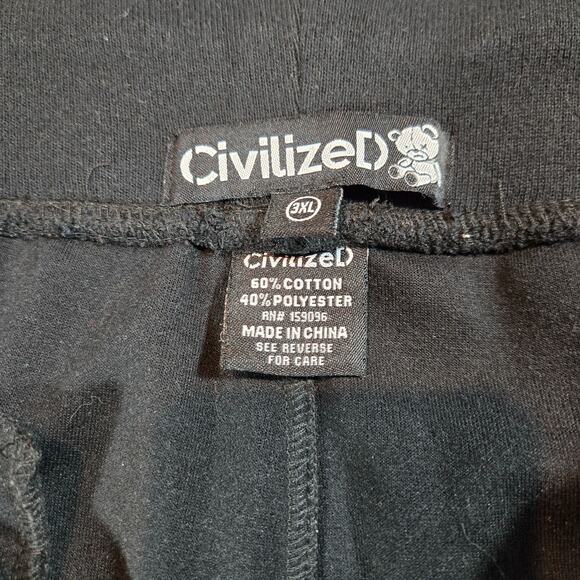 CivilizeD
3XL
CivilizeD
60% COTTON
40% POLYESTER
RN# 159096
MADE IN CHINA
SEE REVERSE
FOR CARE